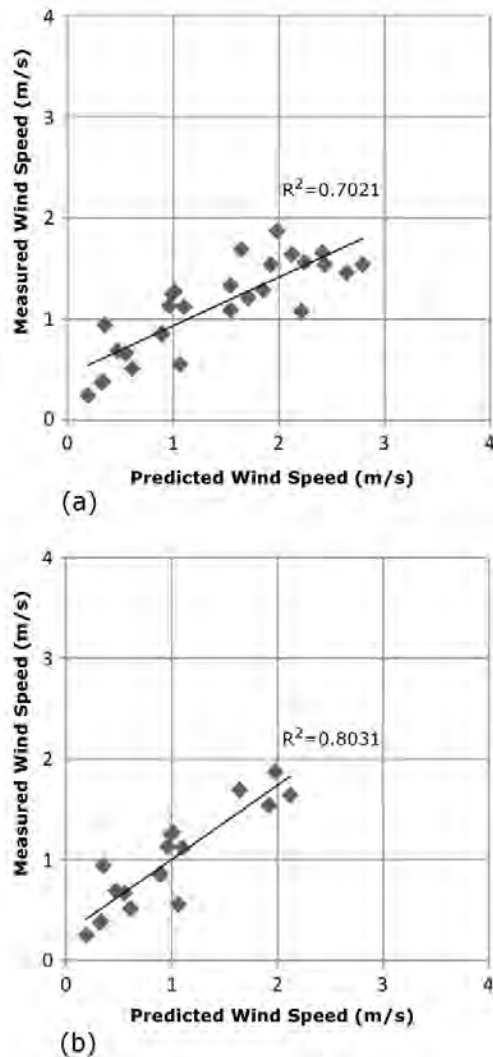 4
3
2
1
0
Measured Wind Speed (m/s)
R²=0.7021
0 1 2 3 4
Predicted Wind Speed (m/s)
(a)
4
3
2
1
0
Measured Wind Speed (m/s)
R²=0.8031
0 1 2 3 4
Predicted Wind Speed (m/s)
(b)